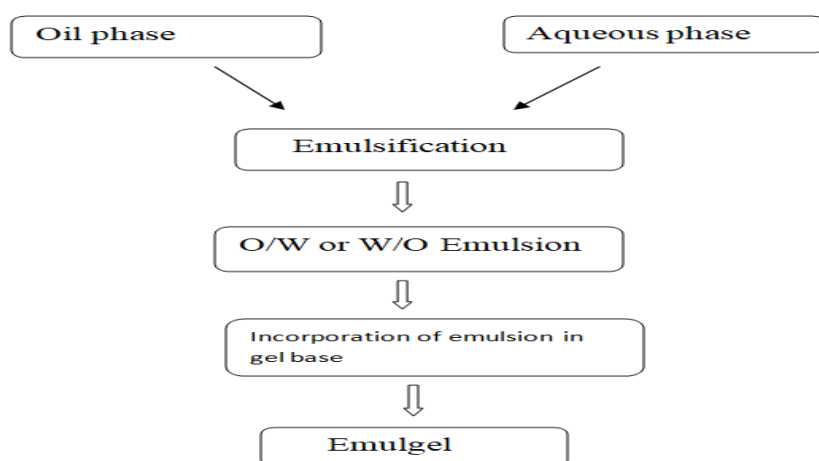 Oil phase
Aqueous phase
Emulsification
O/W or W/O Emulsion
Incorporation of emulsion in
gel base
Emulgel